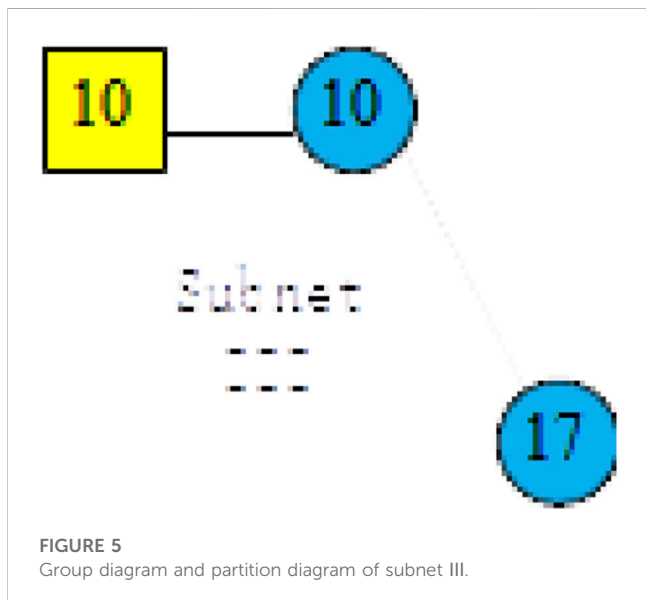 10
10
Subnet
17
FIGURE 5
Group diagram and partition diagram of subnet III.